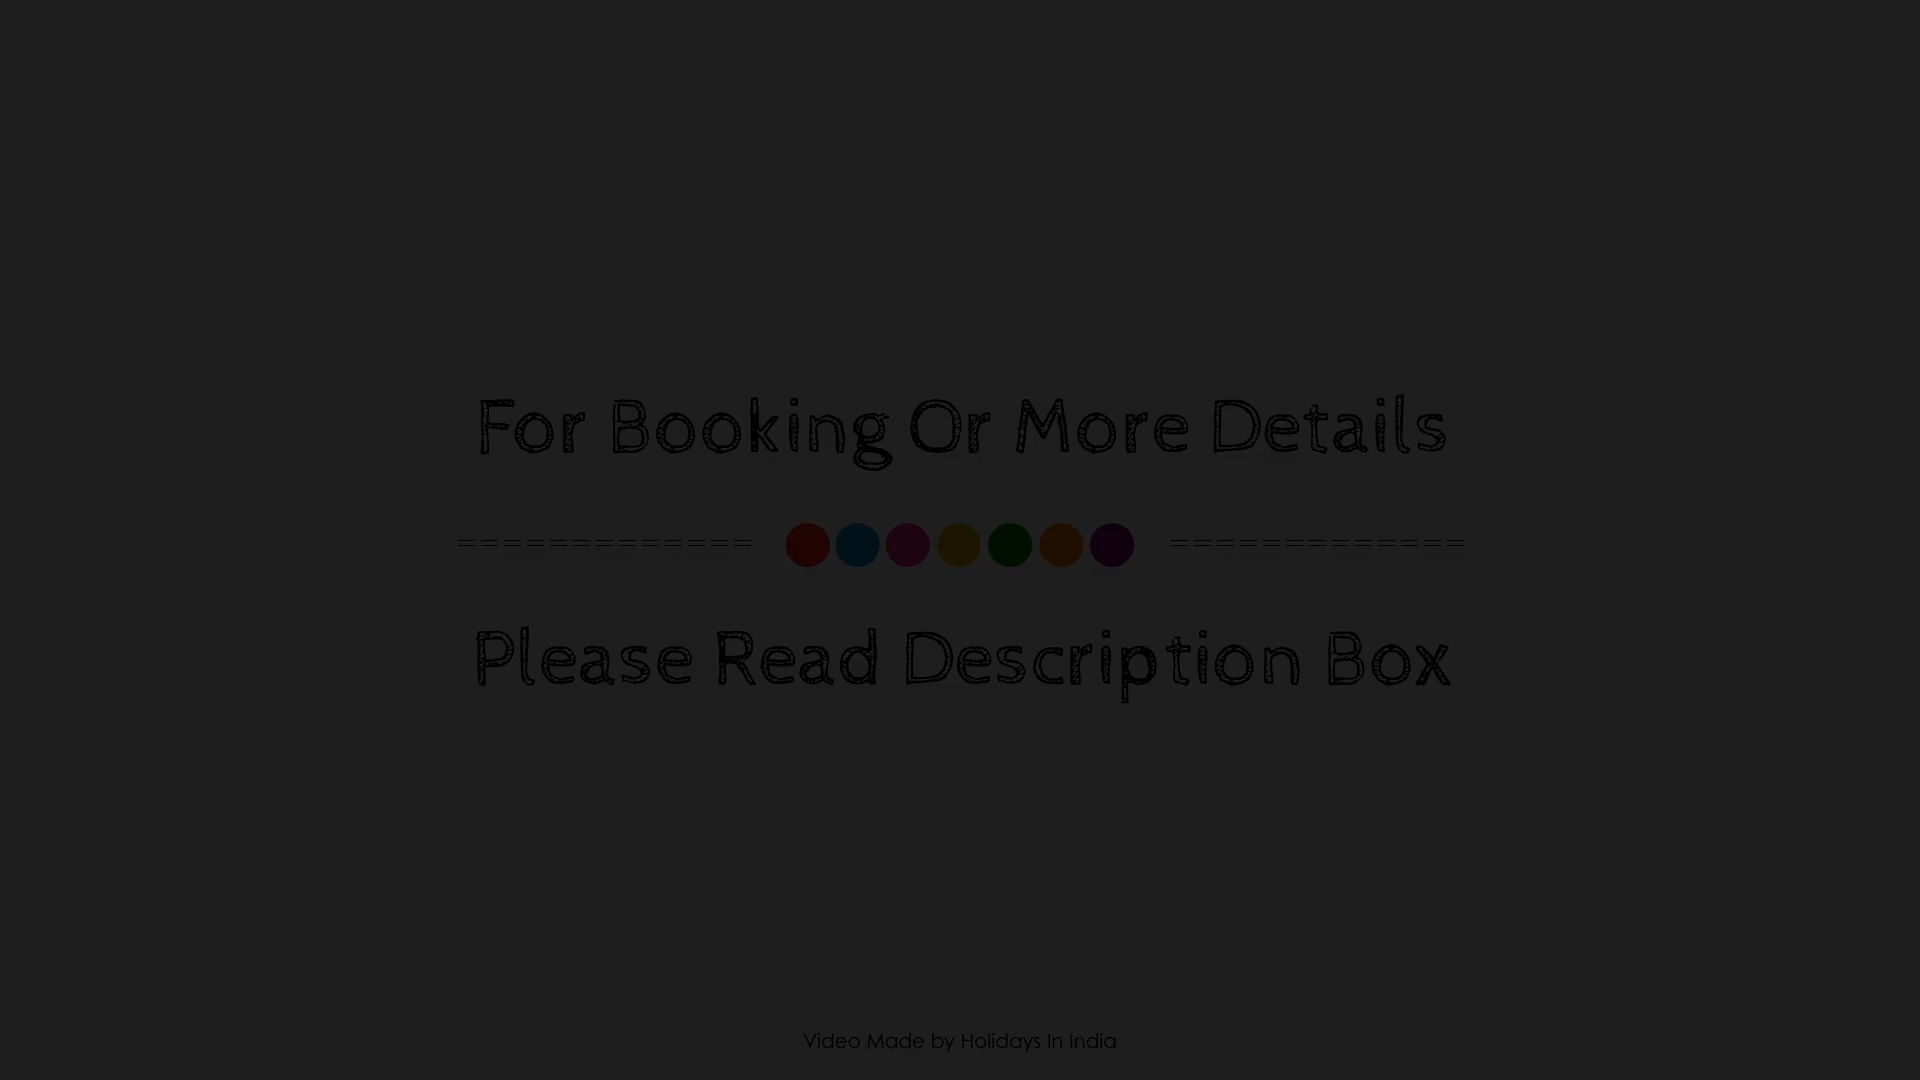 For Booking Or More Details
============= =============
Please Read Description Box
Video Made by Holidays In India